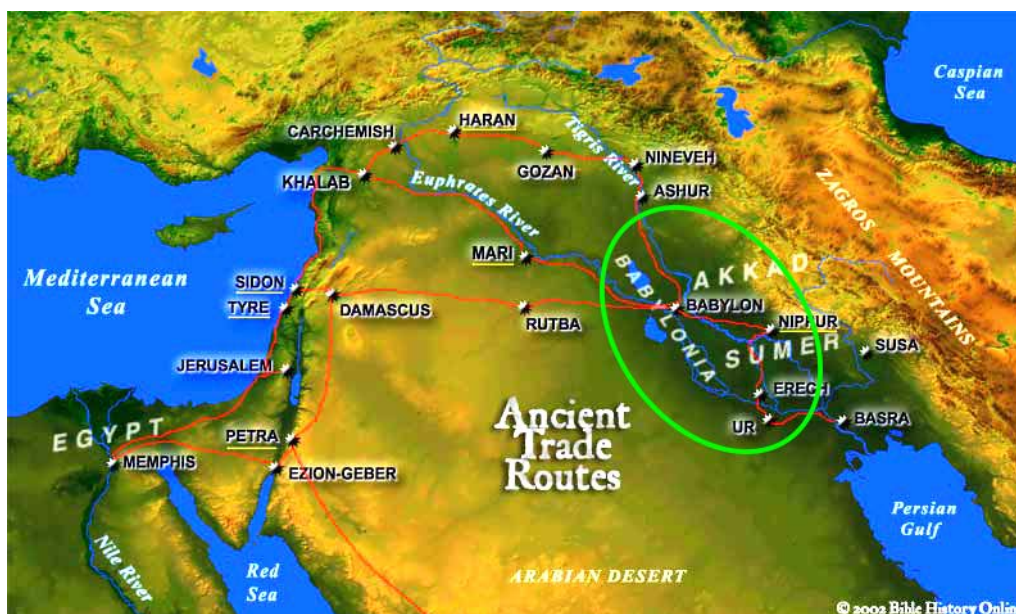 Caspian
Sea
HARAN
CARCHEMISH
Tigris River
NINEVEH
GOZAN
KHALAB
ASHUR
Euphrates River
ZAGROS
MOUNTAINS
MARI
AKKAD
Mediterranean
Sea
SIDON
BABYLONIA
TYRE
DAMASCUS
RUTBA
BABYLON
NIPPUR
SUMER
SUSA
JERUSALEM
ERECH
EGYPT
PETRA
UR
BASRA
MEMPHIS
EZION-GEBER
Ancient
Trade
Routes
Persian
Gulf
Nile River
Red
Sea
ARABIAN DESERT
© 2002 Bible History Online